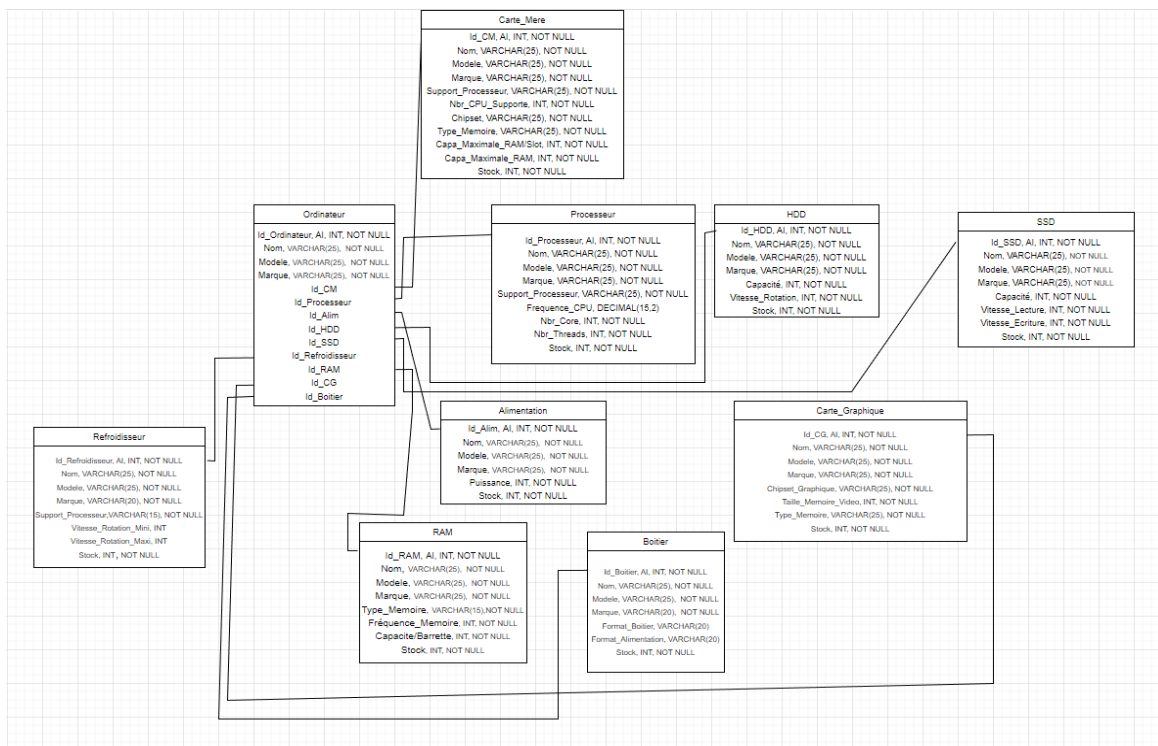 Carte_Mere
Id_CM, AI, INT, NOT NULL
Nom, VARCHAR(25), NOT NULL
Modele, VARCHAR(25), NOT NULL
Marque, VARCHAR(25), NOT NULL
Support_Processeur, VARCHAR(25), NOT NULL
Nbr_CPU_Supporte, INT, NOT NULL
Chipset, VARCHAR(25), NOT NULL
Type_Memoire, VARCHAR(25), NOT NULL
Capa_Maximale_RAM/Slot, INT, NOT NULL
Capa_Maximale_RAM, INT, NOT NULL
Stock, INT, NOT NULL
Ordinateur
Id_Ordinateur, AI, INT, NOT NULL
Nom, VARCHAR(25), NOT NULL
Modele, VARCHAR(25), NOT NULL
Marque, VARCHAR(25), NOT NULL
Id_CM
Id_Processeur
Id_Alim
Id_HDD
Id_SSD
Id_Refroidisseur
Id_RAM
Id_CG
Id_Boitier
Processeur
Id_Processeur, AI, INT, NOT NULL
Nom, VARCHAR(25), NOT NULL
Modele, VARCHAR(25), NOT NULL
Marque, VARCHAR(25), NOT NULL
Support_Processeur, VARCHAR(25), NOT NULL
Frequence_CPU, DECIMAL(15,2)
Nbr_Core, INT, NOT NULL
Nbr_Threads, INT, NOT NULL
Stock, INT, NOT NULL
HDD
Id_HDD, AI, INT, NOT NULL
Nom, VARCHAR(25), NOT NULL
Modele, VARCHAR(25), NOT NULL
Marque, VARCHAR(25), NOT NULL
Capacité, INT, NOT NULL
Vitesse_Rotation, INT, NOT NULL
Stock, INT, NOT NULL
SSD
Id_SSD, AI, INT, NOT NULL
Nom, VARCHAR(25), NOT NULL
Modele, VARCHAR(25), NOT NULL
Marque, VARCHAR(25), NOT NULL
Capacité, INT, NOT NULL
Vitesse_Lecture, INT, NOT NULL
Vitesse_Ecriture, INT, NOT NULL
Stock, INT, NOT NULL
Refroidisseur
Id_Refroidisseur, AI, INT, NOT NULL
Nom, VARCHAR(25), NOT NULL
Modele, VARCHAR(25), NOT NULL
Marque, VARCHAR(20), NOT NULL
Support_Processeur,VARCHAR(15), NOT NULL
Vitesse_Rotation_Mini, INT
Vitesse_Rotation_Maxi, INT
Stock, INT, NOT NULL
Alimentation
Id_Alim, AI, INT, NOT NULL
Nom, VARCHAR(25), NOT NULL
Modele, VARCHAR(25), NOT NULL
Marque, VARCHAR(25), NOT NULL
Puissance, INT, NOT NULL
Stock, INT, NOT NULL
Carte_Graphique
Id_CG, AI, INT, NOT NULL
Nom, VARCHAR(25), NOT NULL
Modele, VARCHAR(25), NOT NULL
Marque, VARCHAR(25), NOT NULL
Chipset_Graphique, VARCHAR(25), NOT NULL
Taille_Memoire_Video, INT, NOT NULL
Type_Memoire, VARCHAR(25), NOT NULL
Stock, INT, NOT NULL
RAM
Id_RAM, AI, INT, NOT NULL
Nom, VARCHAR(25), NOT NULL
Modele, VARCHAR(25), NOT NULL
Marque, VARCHAR(25), NOT NULL
Type_Memoire, VARCHAR(15),NOT NULL
Fréquence_Memoire, INT, NOT NULL
Capacite/Barrette, INT, NOT NULL
Stock, INT, NOT NULL
Boitier
Id_Boitier, AI, INT, NOT NULL
Nom, VARCHAR(25), NOT NULL
Modele, VARCHAR(25), NOT NULL
Marque, VARCHAR(20), NOT NULL
Format_Boitier, VARCHAR(20)
Format_Alimentation, VARCHAR(20)
Stock, INT, NOT NULL